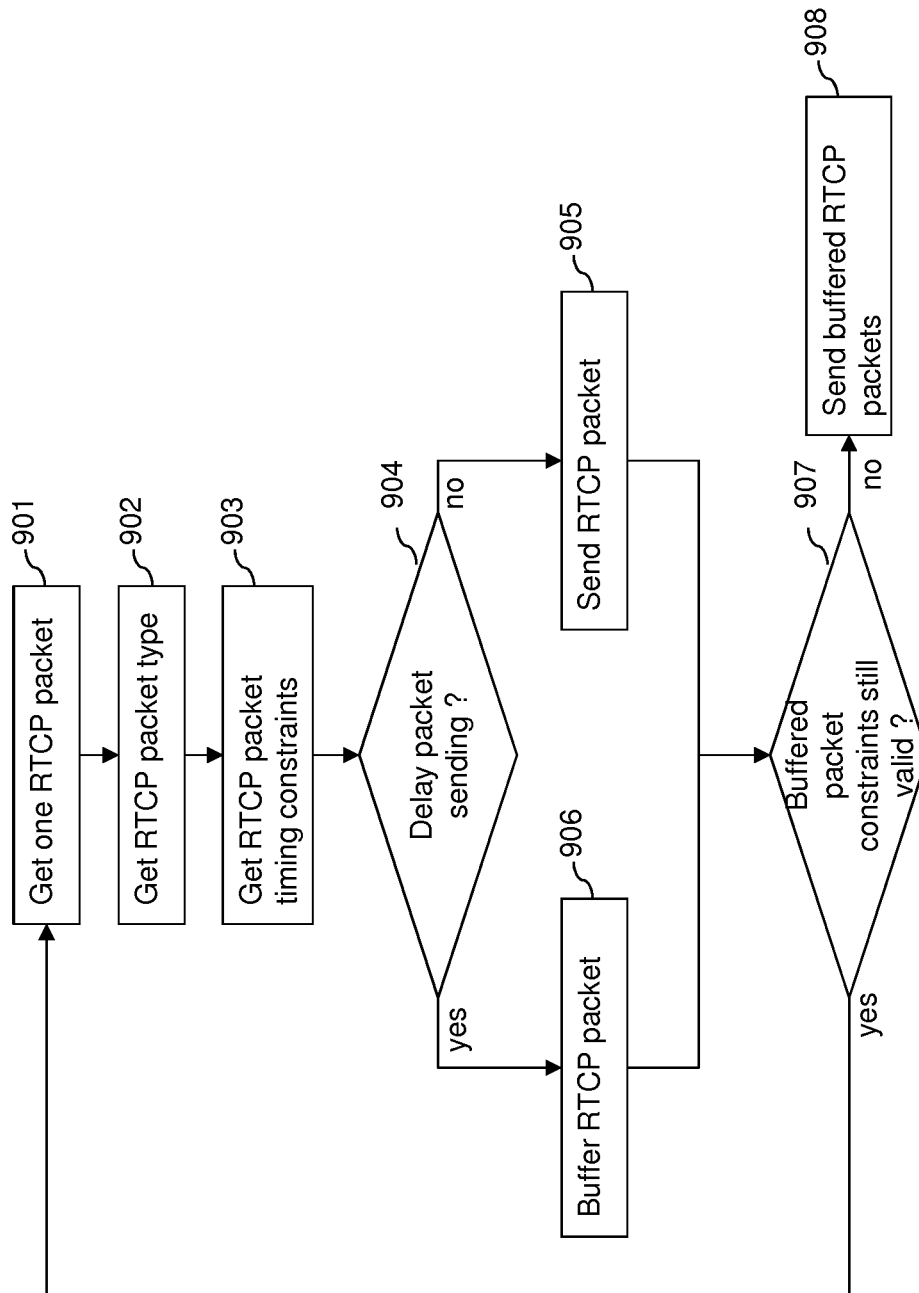 Get one RTCP packet
901
Get RTCP packet type
902
Get RTCP packet
timing constraints
903
Delay packet
sending ?
904
yes
no
Buffer RTCP packet
906
Send RTCP packet
905
Buffered
packet
constraints still
valid ?
907
yes
no
Send buffered RTCP
packets
908